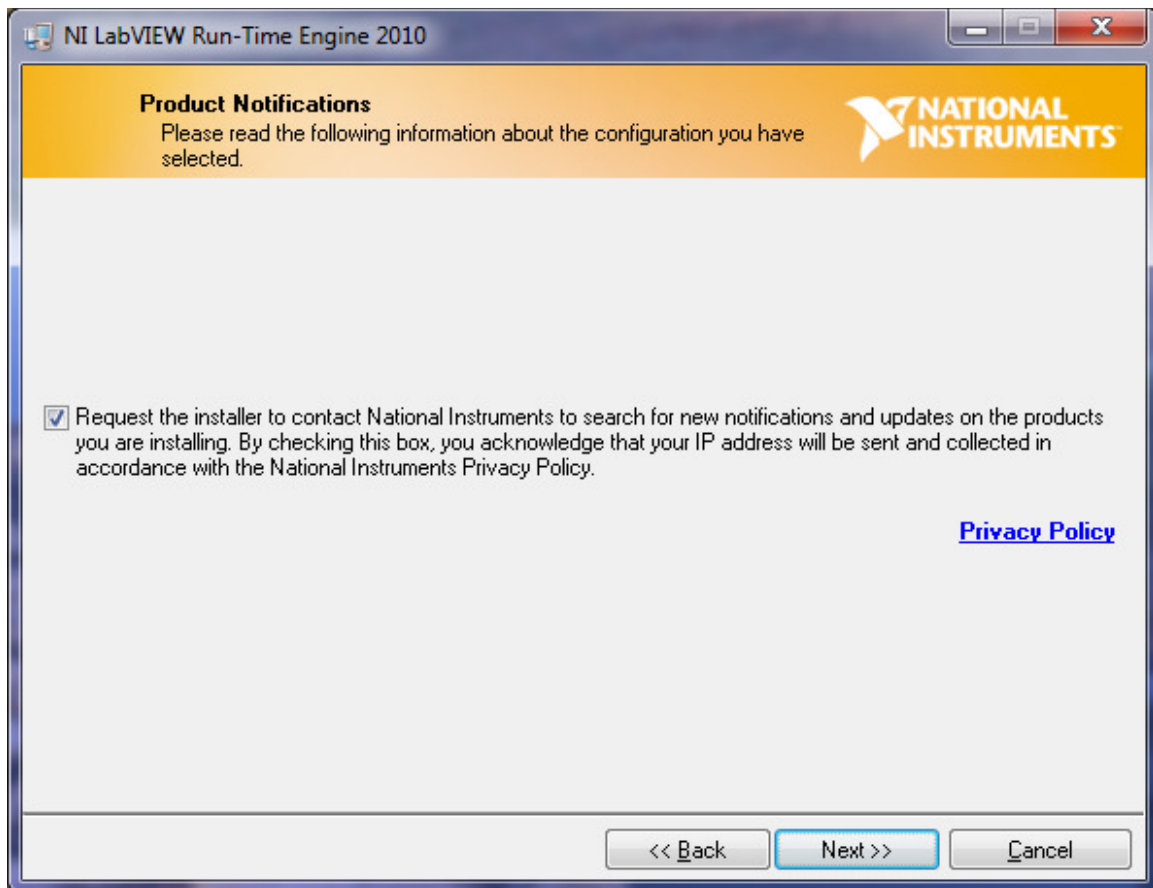 NI LabVIEW Run-Time Engine 2010
Product Notifications
Please read the following information about the configuration you have
selected.
NATIONAL
INSTRUMENTS
Request the installer to contact National Instruments to search for new notifications and updates on the products
you are installing. By checking this box, you acknowledge that your IP address will be sent and collected in
accordance with the National Instruments Privacy Policy.
Privacy Policy
<< Back
Next >>
Cancel